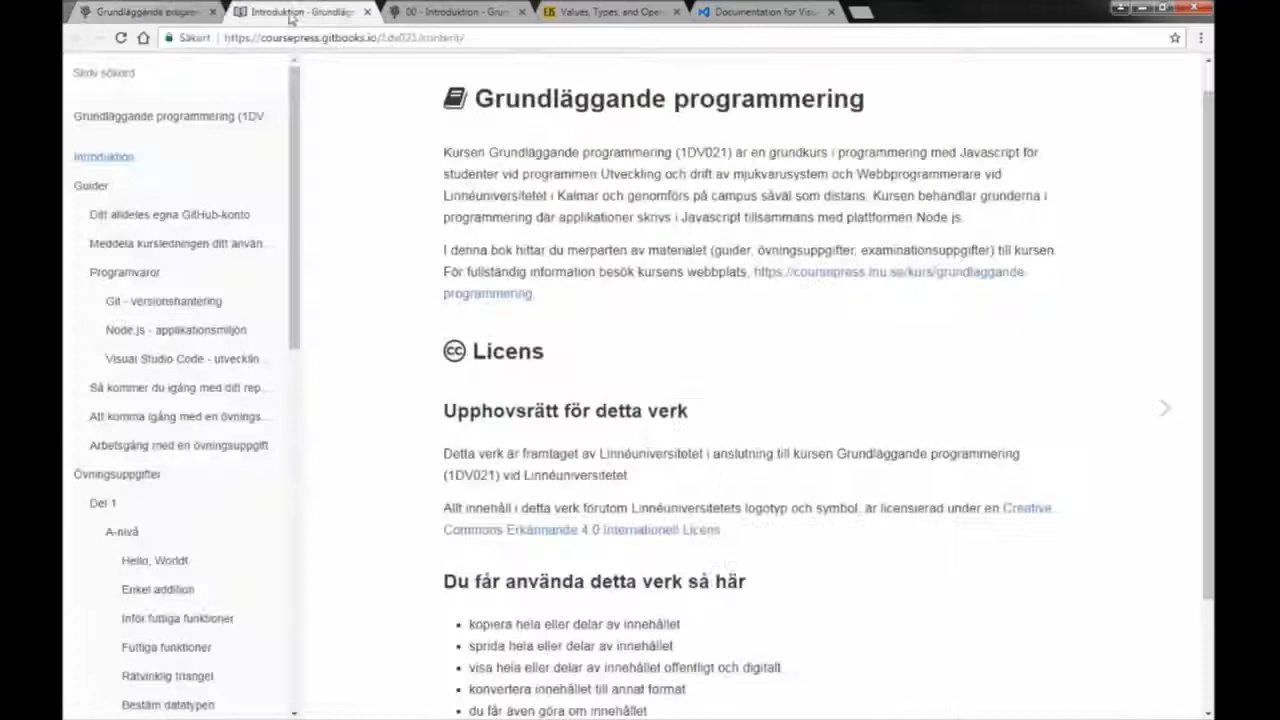 Grundläggande program
Introduktion - Grundläg
00 - Introduktion - Grun
Values, Types, and Oper
Documentation for Visu
Säkert
https://coursepress.gitbooks.io/1dv021/content/
Skriv sökord
Grundläggande programmering (1DV
Introduktion
Guider
Ditt alldeles egna GitHub-konto
Meddela kursledningen ditt använ...
Programvaror
Git - versionshantering
Node.js - applikationsmiljön
Visual Studio Code - utvecklin...
Så kommer du igång med ditt rep...
Att komma igång med en övnings...
Arbetsgång med en övningsuppgift
Övningsuppgifter
Del 1
A-nivå
Hello, World!
Enkel addition
Inför futtiga funktioner
Futtiga funktioner
Rätvinklig triangel
Bestäm datatypen
Grundläggande programmering
Kursen Grundläggande programmering (1DV021) är en grundkurs i programmering med Javascript för
studenter vid programmen Utveckling och drift av mjukvarusystem och Webbprogrammerare vid
Linnéuniversitetet i Kalmar och genomförs på campus såväl som distans. Kursen behandlar grunderna i
programmering där applikationer skrivs i Javascript tillsammans med plattformen Node.js.
I denna bok hittar du merparten av materialet (guider, övningsuppgifter, examinationsuppgifter) till kursen.
För fullständig information besök kursens webbplats, https://coursepress.lnu.se/kurs/grundlaggande
programmering.
Licens
Upphovsrätt för detta verk
Detta verk är framtaget av Linnéuniversitetet i anslutning till kursen Grundläggande programmering
(1DV021) vid Linnéuniversitetet
Allt innehåll i detta verk förutom Linnéuniversitetets logotyp och symbol, är licensierad under en Creative
Commons Erkännande 4.0 Internationell Licens
Du får använda detta verk så här
• kopiera hela eller delar av innehållet
• sprida hela eller delar av innehållet
• visa hela eller delar av innehållet offentligt och digitalt
• konvertera innehållet till annat format
• du får även göra om innehållet